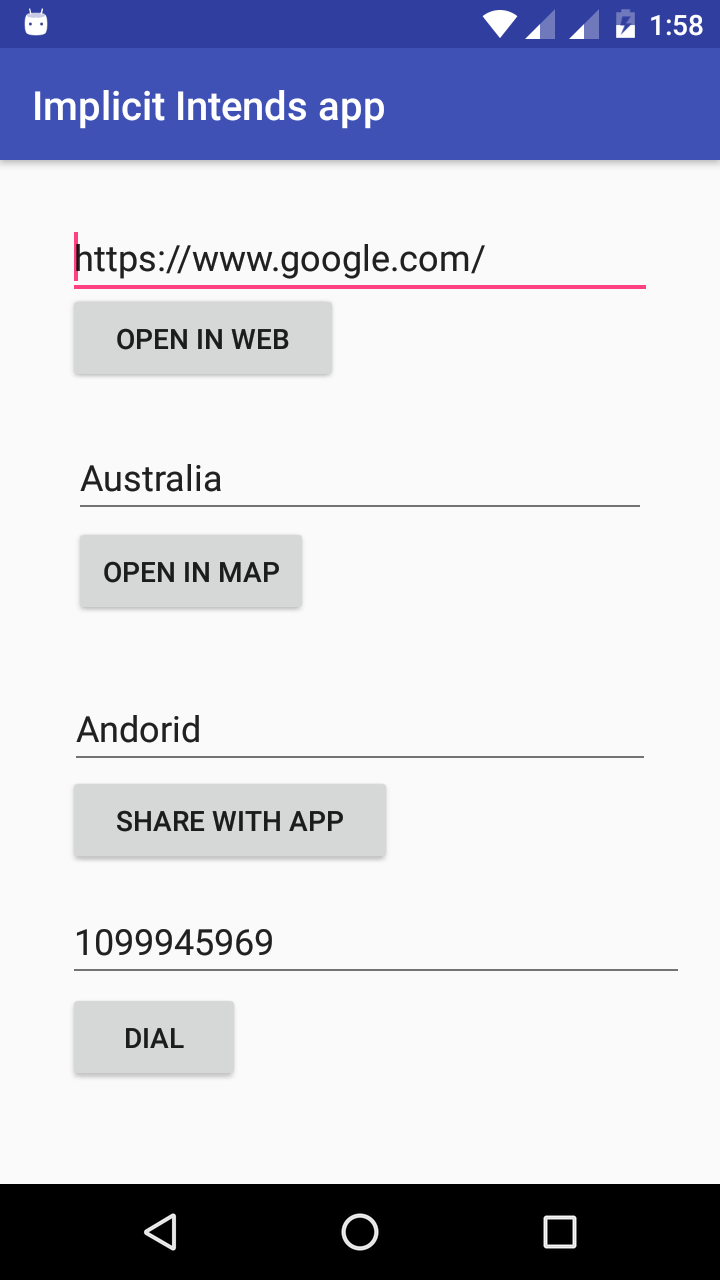 1:58
Implicit Intends app
https://www.google.com/
OPEN IN WEB
Australia
OPEN IN MAP
Andorid
SHARE WITH APP
1099945969
DIAL